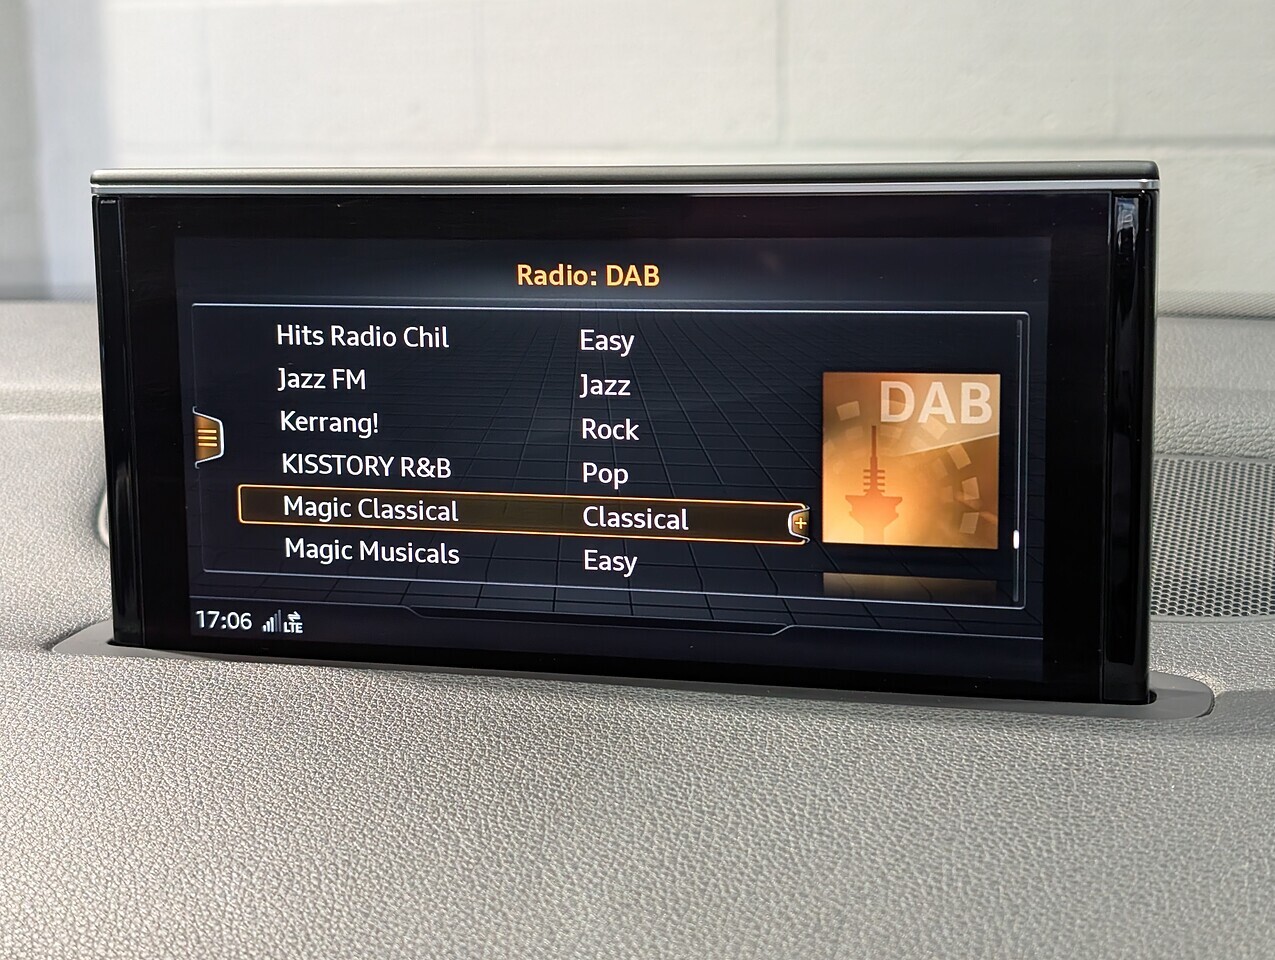 Radio: DAB
Hits Radio Chil Easy
Jazz FM Jazz
Kerrang! Rock
KISSTORY R&B Pop
Magic Classical Classical
Magic Musicals Easy
DAB
17:06 LTE